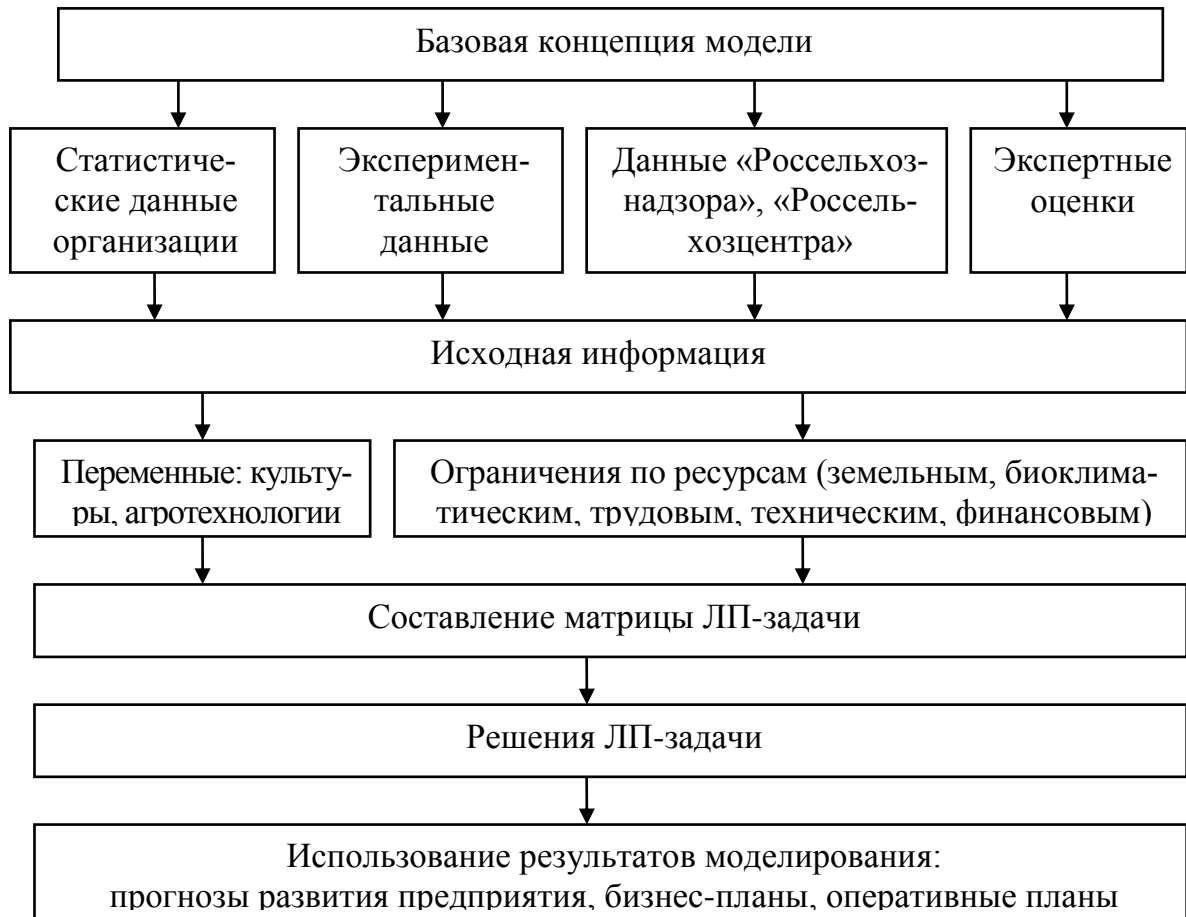 Базовая концепция модели
Статистиче-
ские данные
организации
Эксперимен-
тальные
данные
Данные «Россельхоз-
надзора», «Россель-
хозцентра»
Экспертные
оценки
Исходная информация
Переменные: культу-
ры, агротехнологии
Ограничения по ресурсам (земельным, биоклима-
тическим, трудовым, техническим, финансовым)
Составление матрицы ЛП-задачи
Решения ЛП-задачи
Использование результатов моделирования:
прогнозы развития предприятия, бизнес-планы, оперативные планы